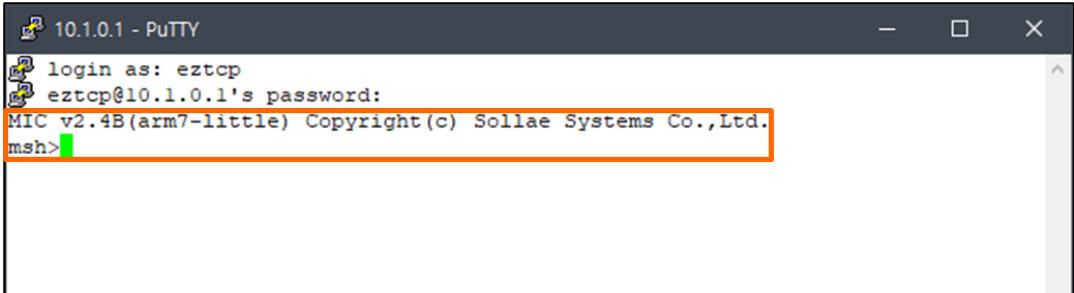 10.1.0.1 - PuTTY
login as: eztcp
eztcp@10.1.0.1's password:
MIC v2.4B(arm7-little) Copyright(c) Sollae Systems Co.,Ltd.
msh>